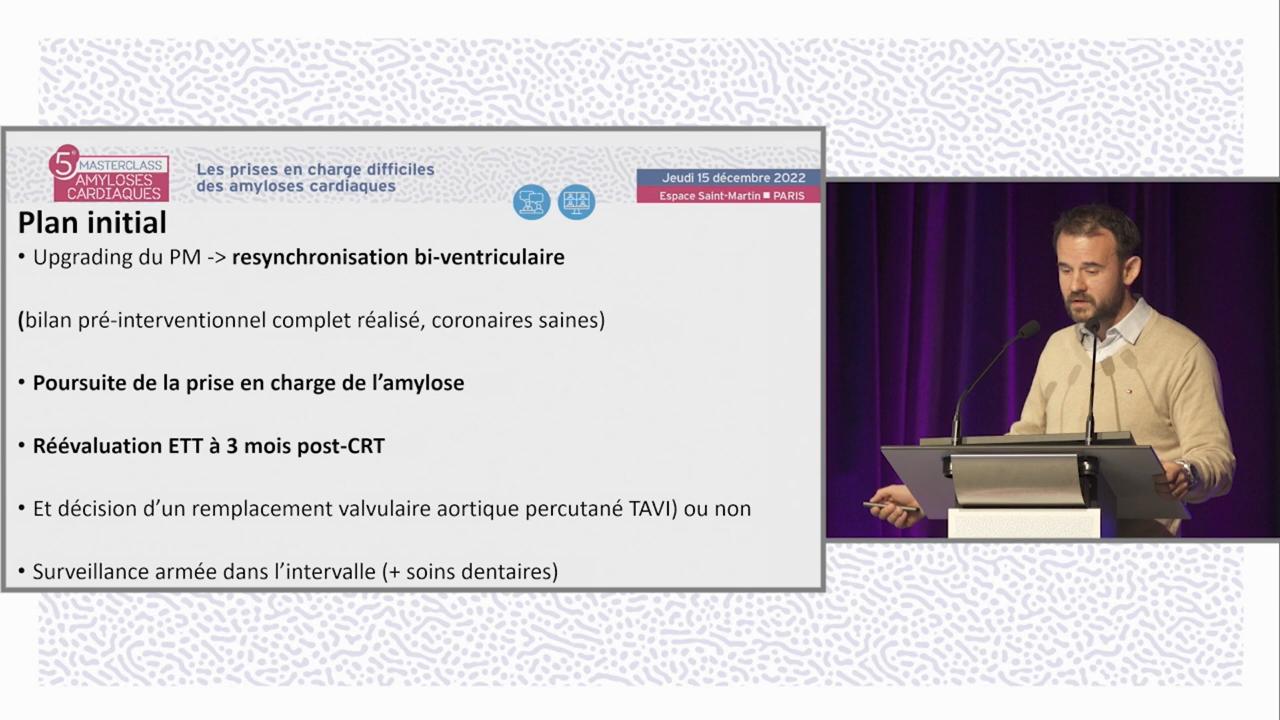 5e MASTERCLASS
AMYLOSES
CARDIAQUES
Les prises en charge difficiles
des amyloses cardiaques
Jeudi 15 décembre 2022
Espace Saint-Martin ■ PARIS
Plan initial
• Upgrading du PM -> resynchronisation bi-ventriculaire
(bilan pré-interventionnel complet réalisé, coronaires saines)
• Poursuite de la prise en charge de l’amylose
• Réévaluation ETT à 3 mois post-CRT
• Et décision d’un remplacement valvulaire aortique percutané TAVI) ou non
• Surveillance armée dans l’intervalle (+ soins dentaires)